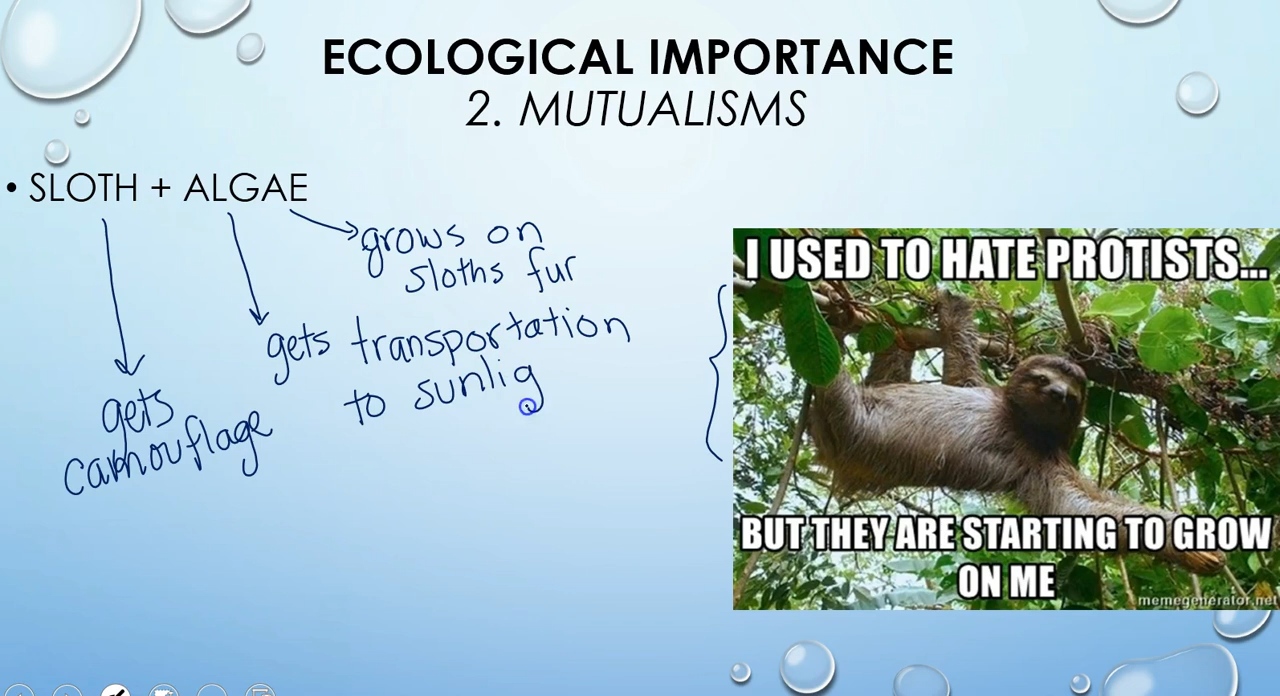 ECOLOGICAL IMPORTANCE
2. MUTUALISMS
• SLOTH + ALGAE
grows on
sloths fur
gets transportation
to sunlig
gets
camouflage
I USED TO HATE PROTISTS...
BUT THEY ARE STARTING TO GROW
ON ME
memegenerator.net